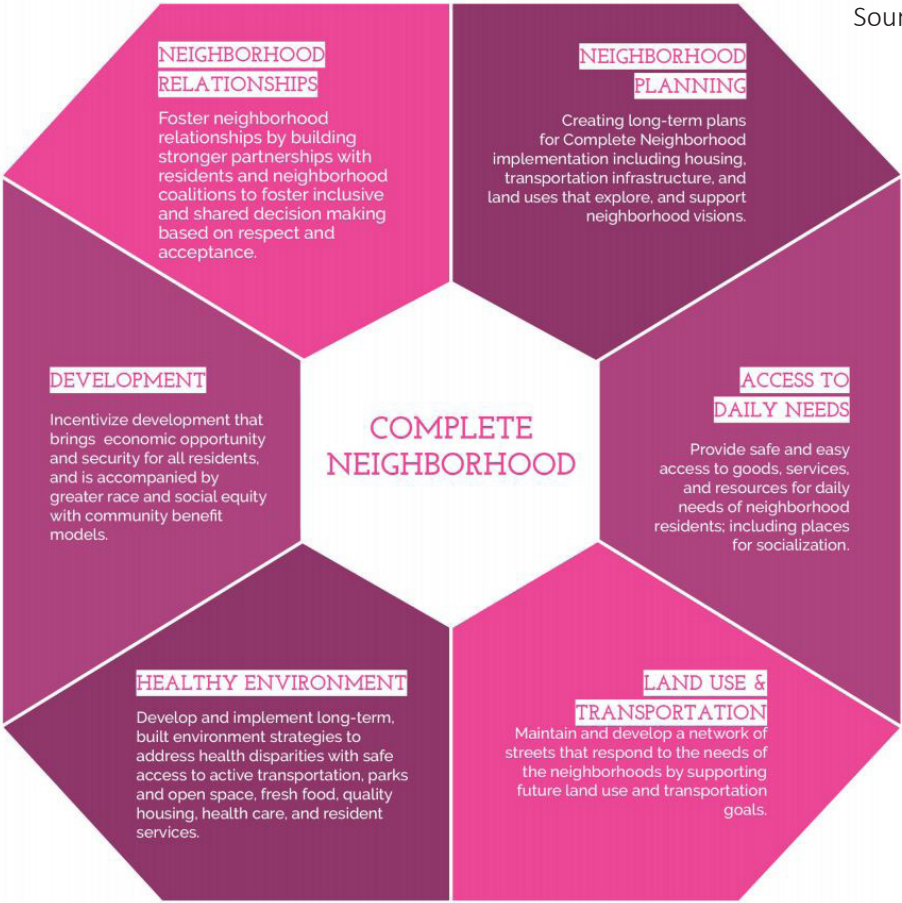 NEIGHBORHOOD
RELATIONSHIPS
Foster neighborhood
relationships by building
stronger partnerships with
residents and neighborhood
coalitions to foster inclusive
and shared decision making
based on respect and
acceptance.
NEIGHBORHOOD
PLANNING
Creating long-term plans
for Complete Neighborhood
implementation including housing,
transportation infrastructure, and
land uses that explore, and support
neighborhood visions.
DEVELOPMENT
Incentivize development that
brings economic opportunity
and security for all residents,
and is accompanied by
greater race and social equity
with community benefit
models.
COMPLETE
NEIGHBORHOOD
ACCESS TO
DAILY NEEDS
Provide safe and easy
access to goods, services,
and resources for daily
needs of neighborhood
residents; including places
for socialization.
HEALTHY ENVIRONMENT
Develop and implement long-term,
built environment strategies to
address health disparities with safe
access to active transportation, parks
and open space, fresh food, quality
housing, health care, and resident
services.
LAND USE &
TRANSPORTATION
Maintain and develop a network of
streets that respond to the needs of
the neighborhoods by supporting
future land use and transportation
goals.